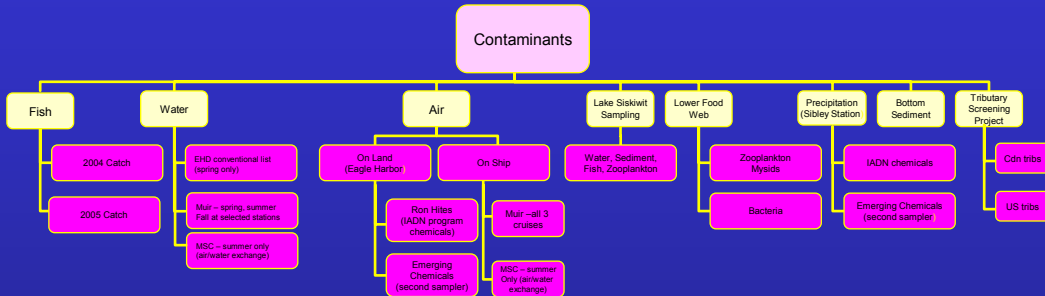 Contaminants
Fish
Water
Air
Lake Siskiwit
Sampling
Lower Food
Web
Precipitation
(Sibley Station
Bottom
Sediment
Tributary
Screening
Project
2004 Catch
2005 Catch
EHD conventional list
(spring only)
Muir – spring, summer
Fall at selected stations
MSC – summer only
(air/water exchange)
On Land
(Eagle Harbor)
On Ship
Ron Hites
(IADN program
chemicals)
Emerging
Chemicals
(second sampler)
Muir –all 3
cruises
MSC – summer
Only (air/water
exchange)
Water, Sediment,
Fish, Zooplankton
Zooplankton
Mysids
Bacteria
IADN chemicals
Emerging Chemicals
(second sampler)
Cdn tribs
US tribs